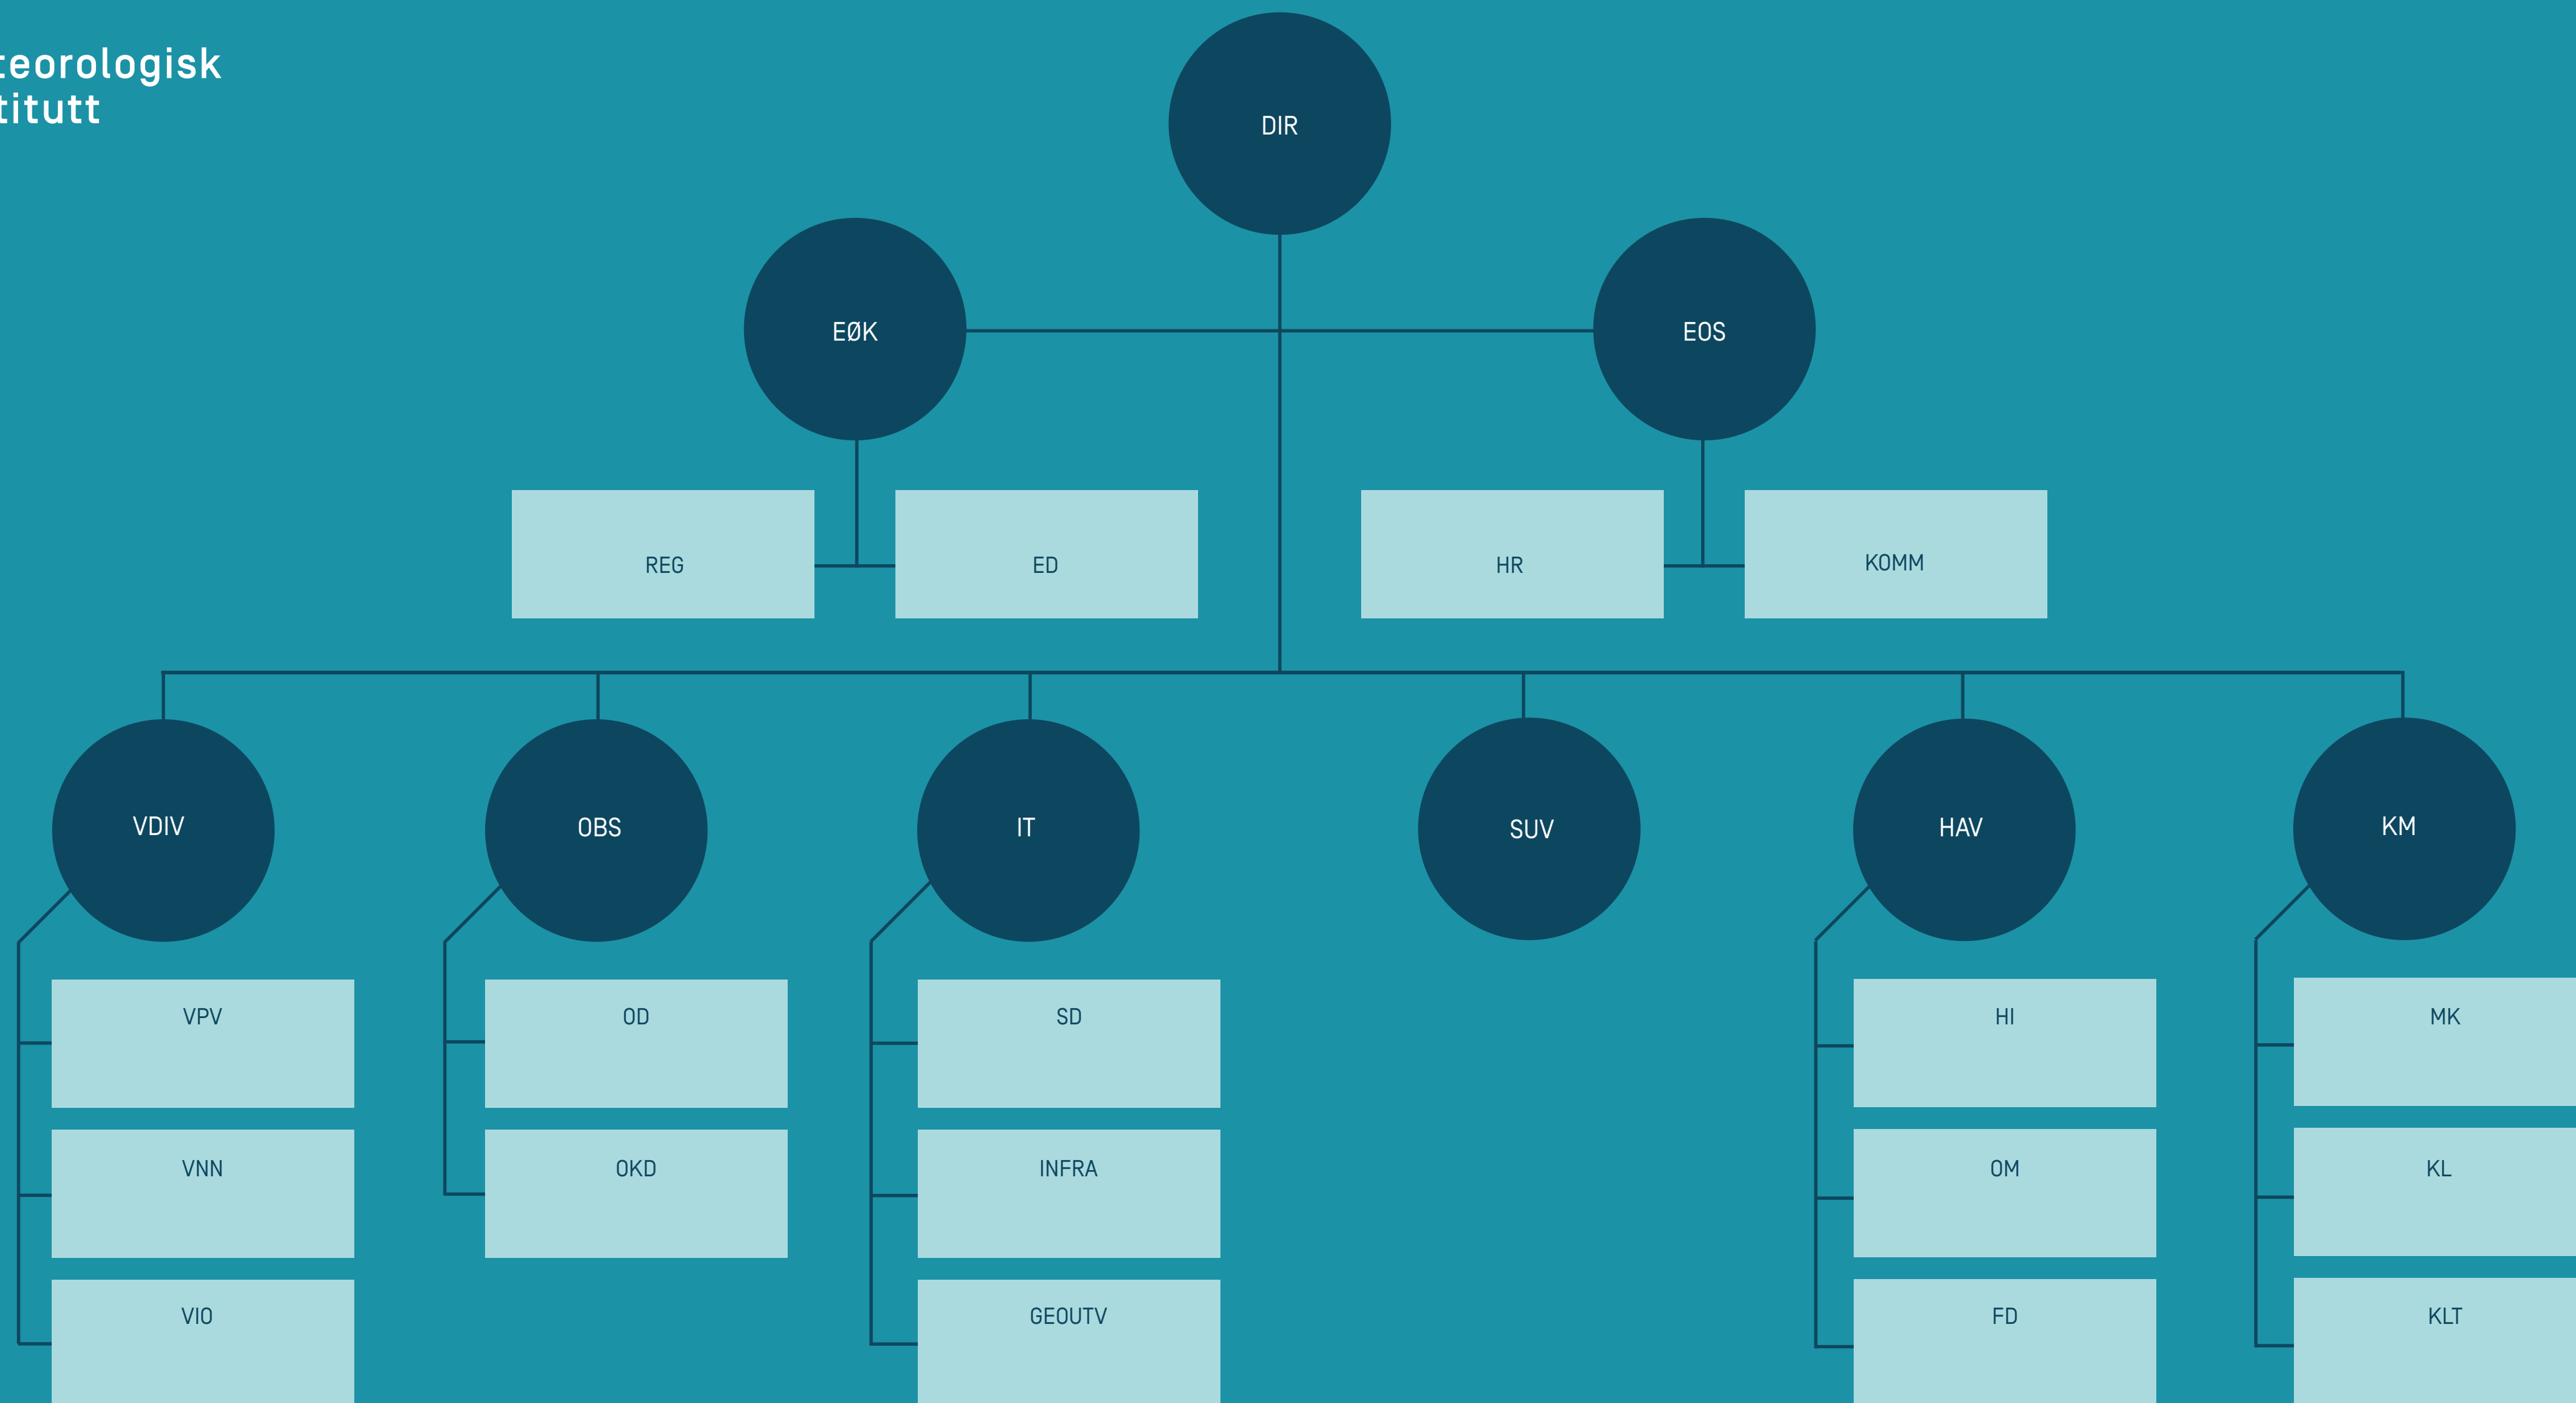 teorologisk
titutt
DIR
EØK
EOS
REG
ED
HR
KOMM
VDIV
OBS
IT
SUV
HAV
KM
VPV
OD
SD
HI
MK
VNN
OKD
INFRA
OM
KL
VIO
GEOUTV
FD
KLT